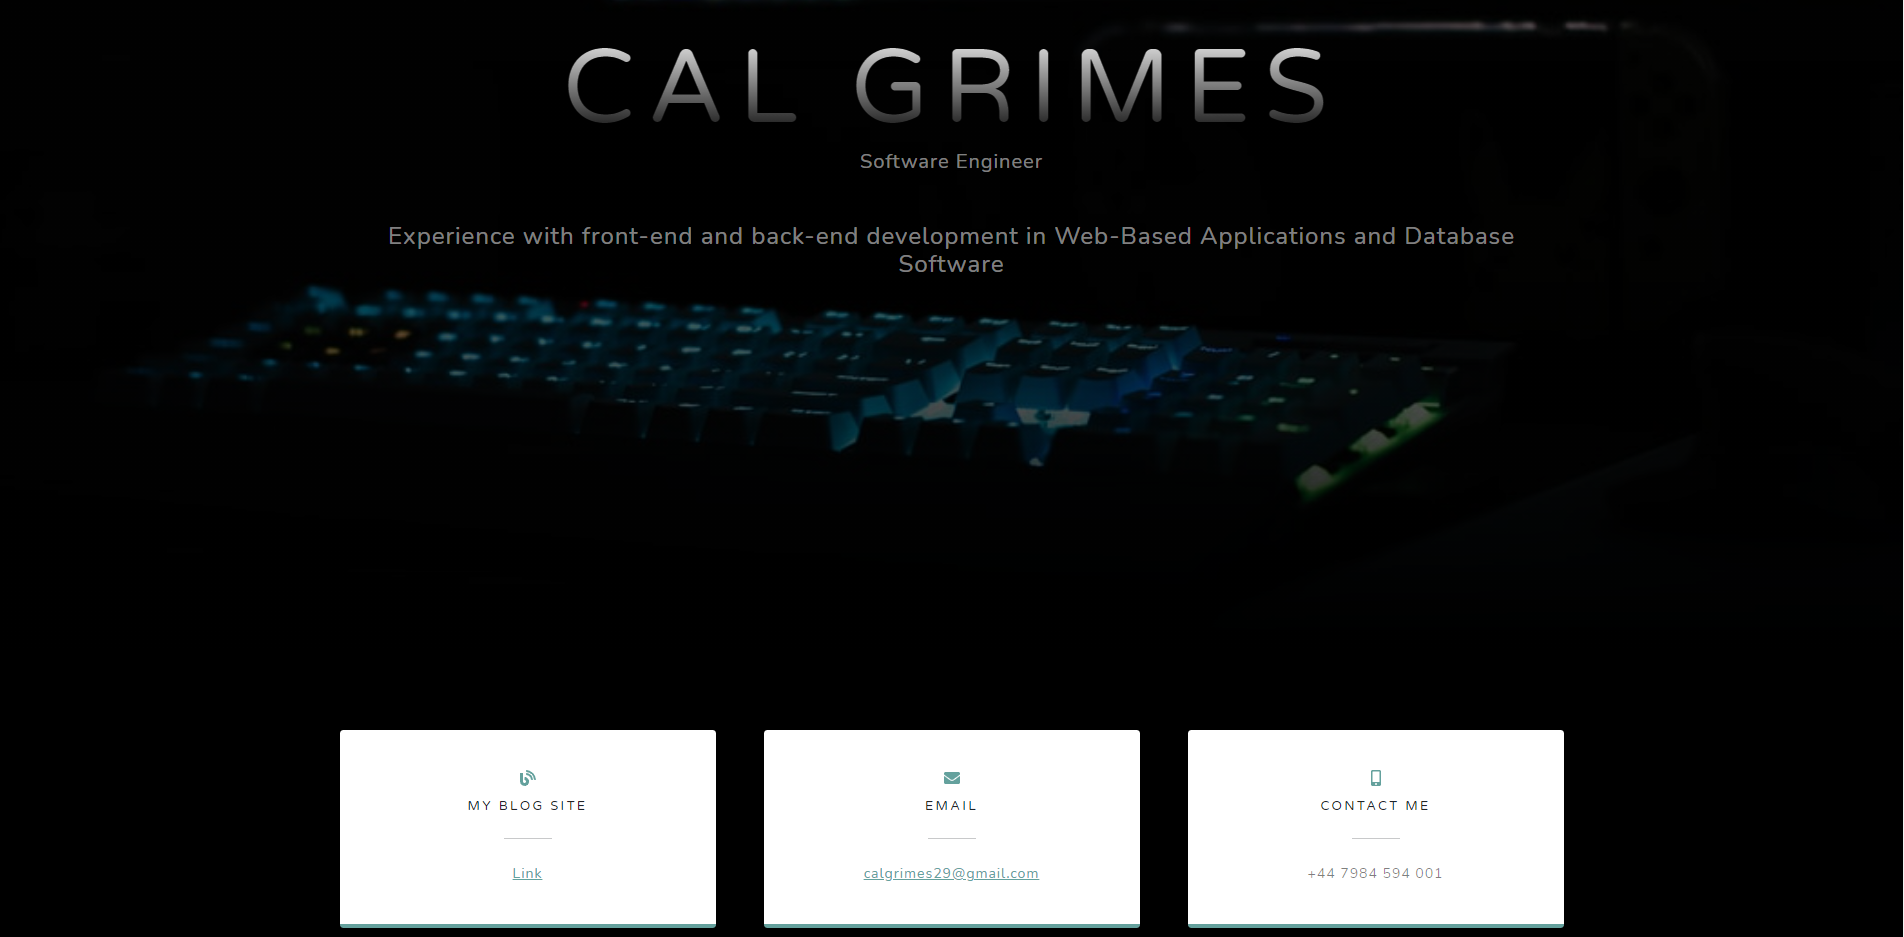 CAL GRIMES
Software Engineer
Experience with front-end and back-end development in Web-Based Applications and Database
Software
MY BLOG SITE
Link
EMAIL
calgrimes29@gmail.com
CONTACT ME
+44 7984 594 001